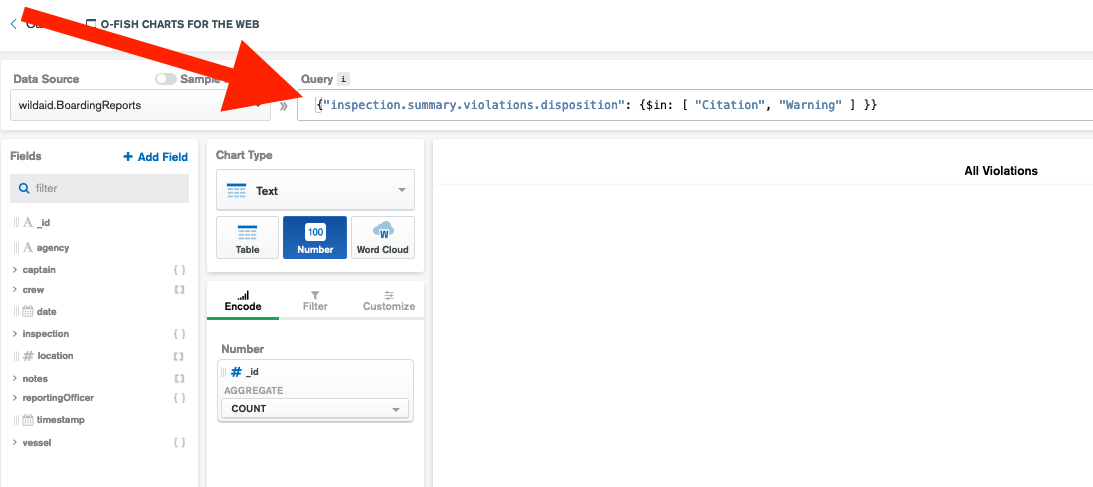 O-FISH CHARTS FOR THE WEB
Data Source
Sample
Query i
wildaid.BoardingReports
{"inspection.summary.violations.disposition": {$in: [ "Citation", "Warning" ] }}
Fields
+ Add Field
filter
A _id
A agency
captain { }
crew [ ]
date
inspection { }
# location [ ]
notes [ ]
reportingOfficer { }
timestamp
vessel { }
Chart Type
Text
Table
100
Number
W
Word Cloud
Encode
Filter
Customize
Number
# _id
AGGREGATE
COUNT
All Violations